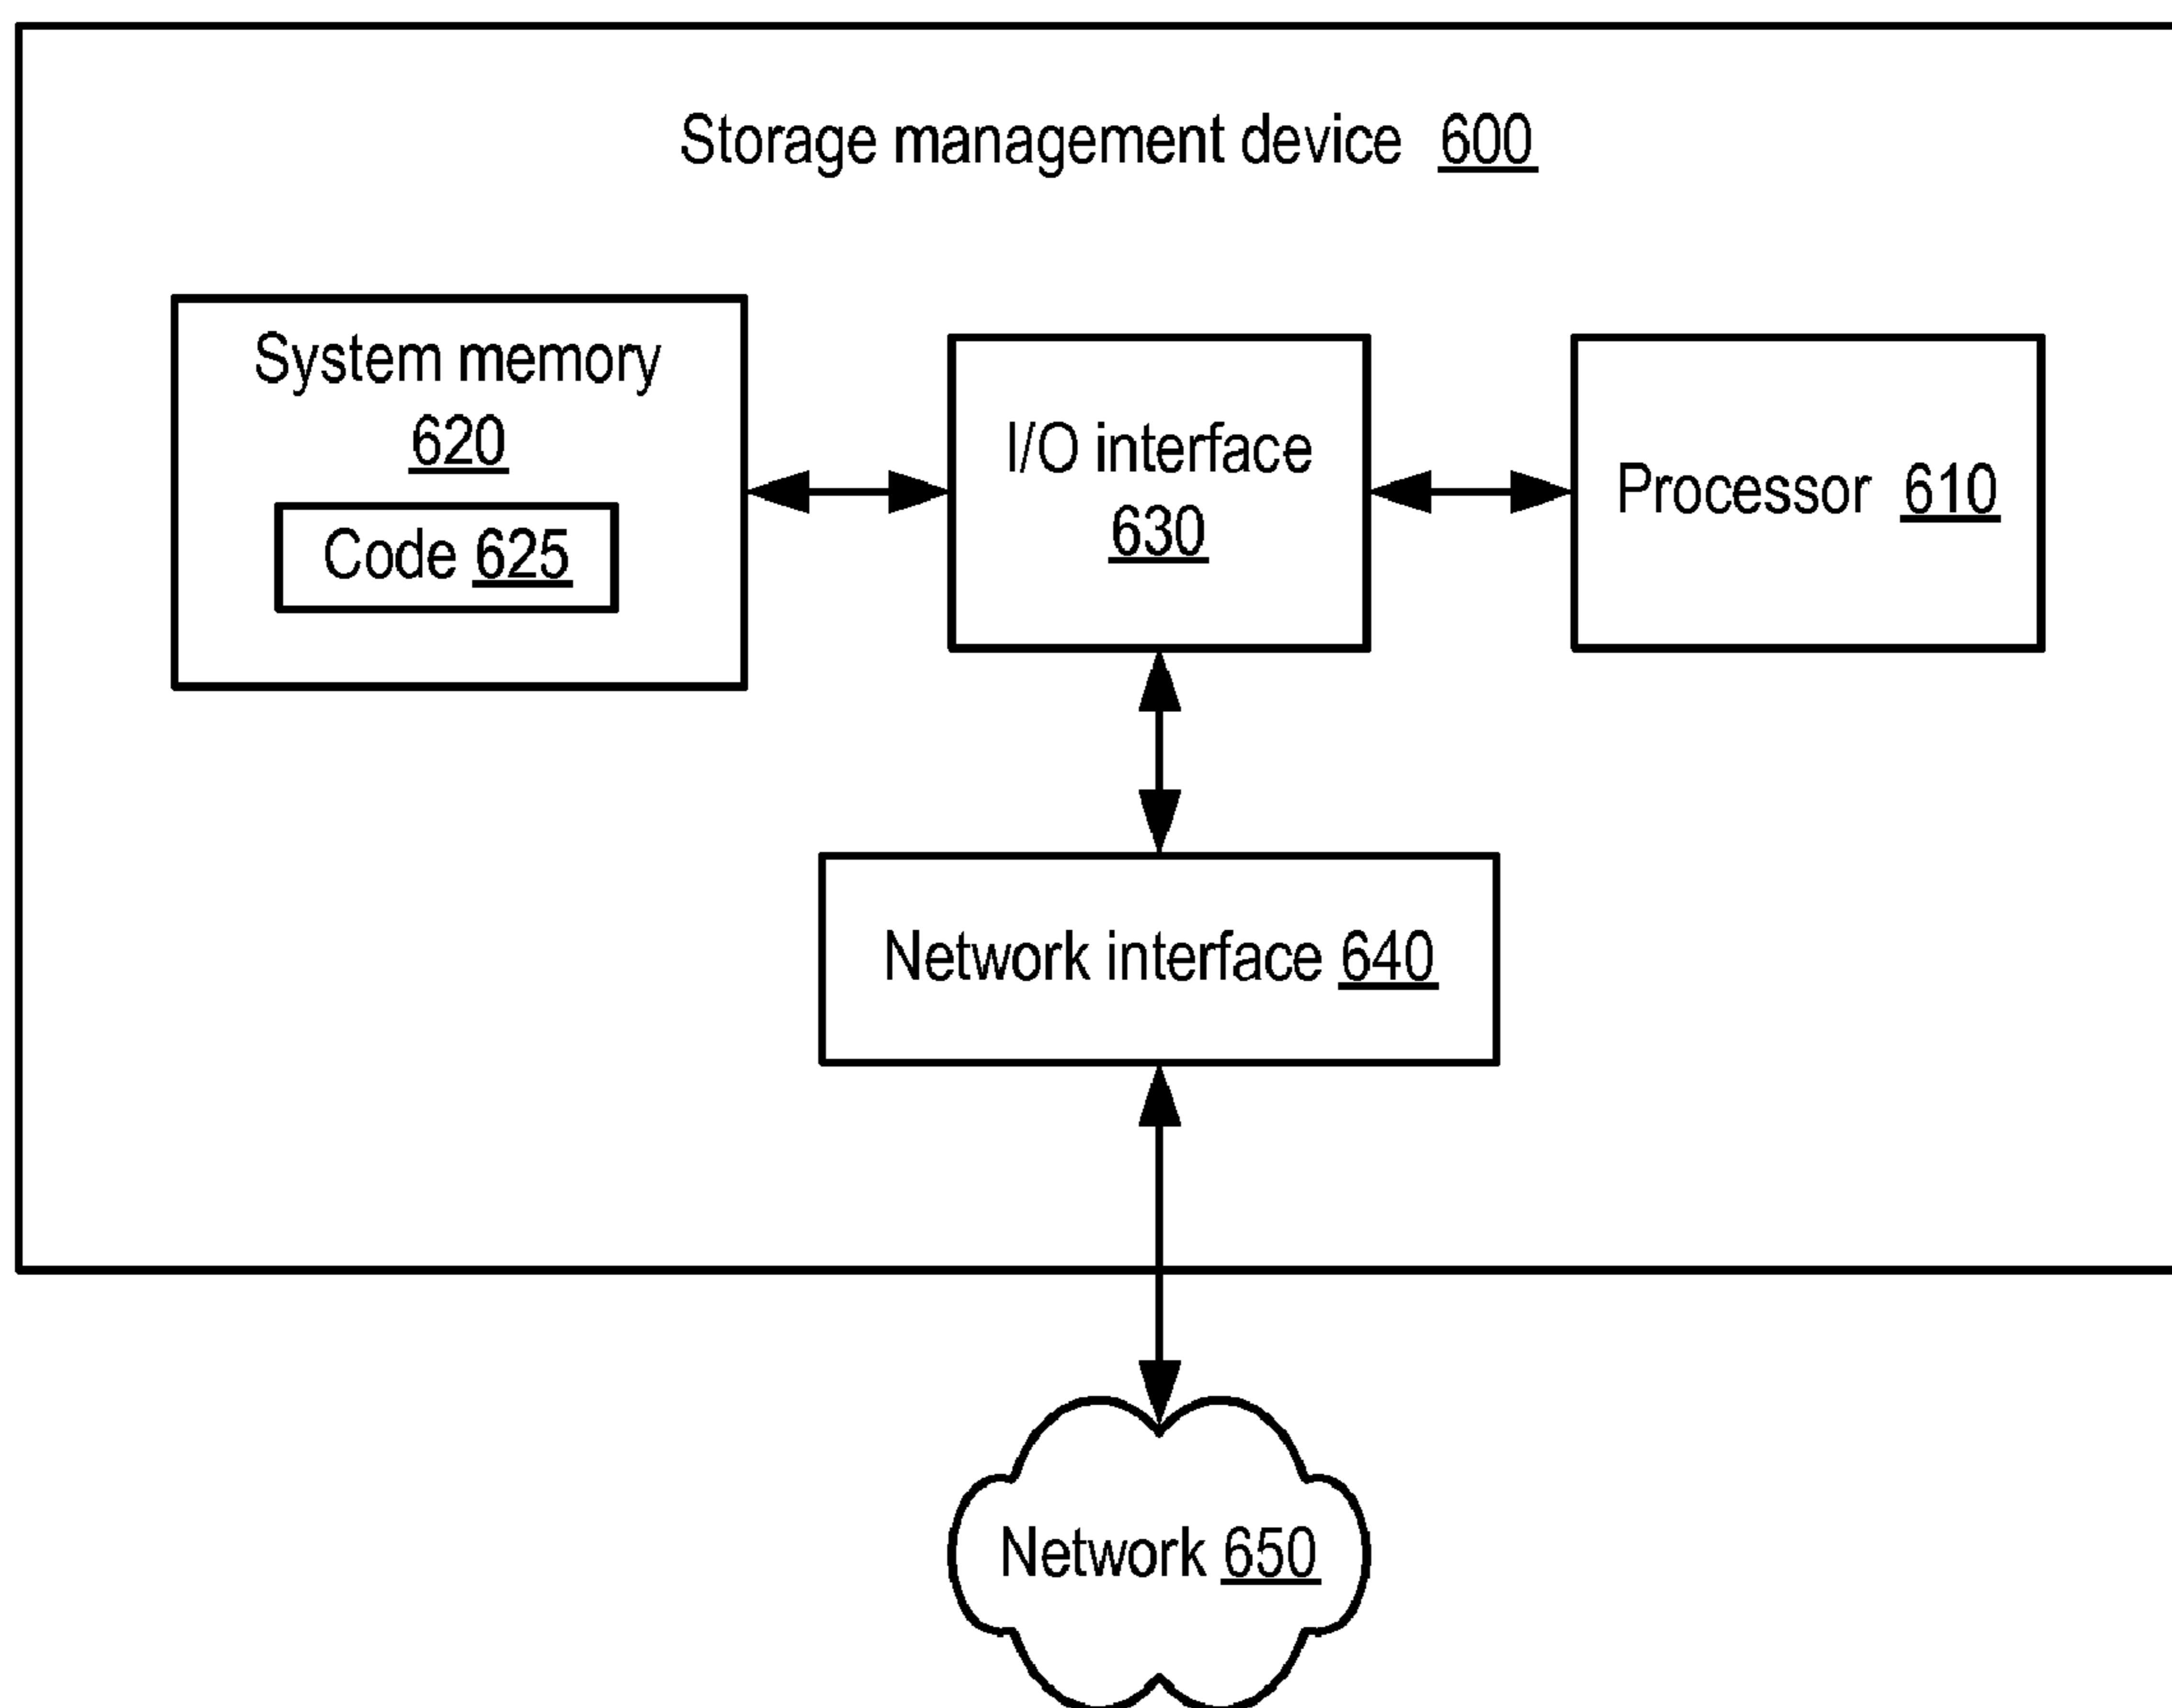 Storage management device 600
System memory
620
Code 625
I/O interface
630
Processor 610
Network interface 640
Network 650